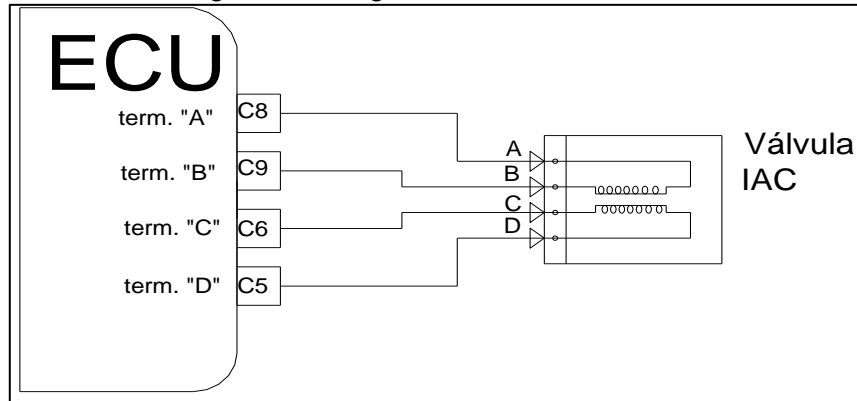 ECU
term. "A" C8
term. "B" C9
term. "C" C6
term. "D" C5
A
B
C
D
Válvula
IAC